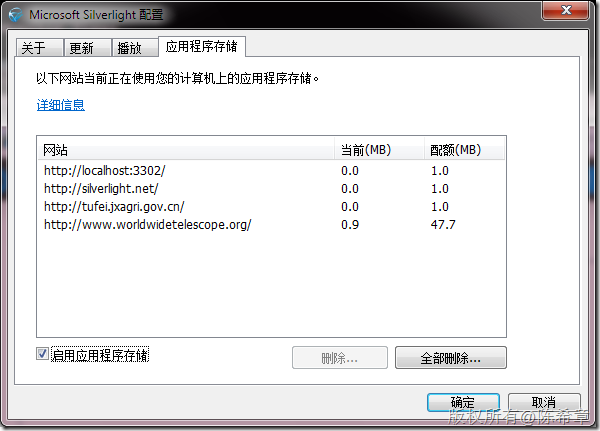 Microsoft Silverlight 配置
关于 更新 播放 应用程序存储
以下网站当前正在使用您的计算机上的应用程序存储。
详细信息
网站 当前(MB) 配额(MB)
http://localhost:3302/ 0.0 1.0
http://silverlight.net/ 0.0 1.0
http://tufei.jxagri.gov.cn/ 0.0 1.0
http://www.worldwidetelescope.org/ 0.9 47.7
启用应用程序存储 删除... 全部删除...
确定 取消
版权所有@陈希章